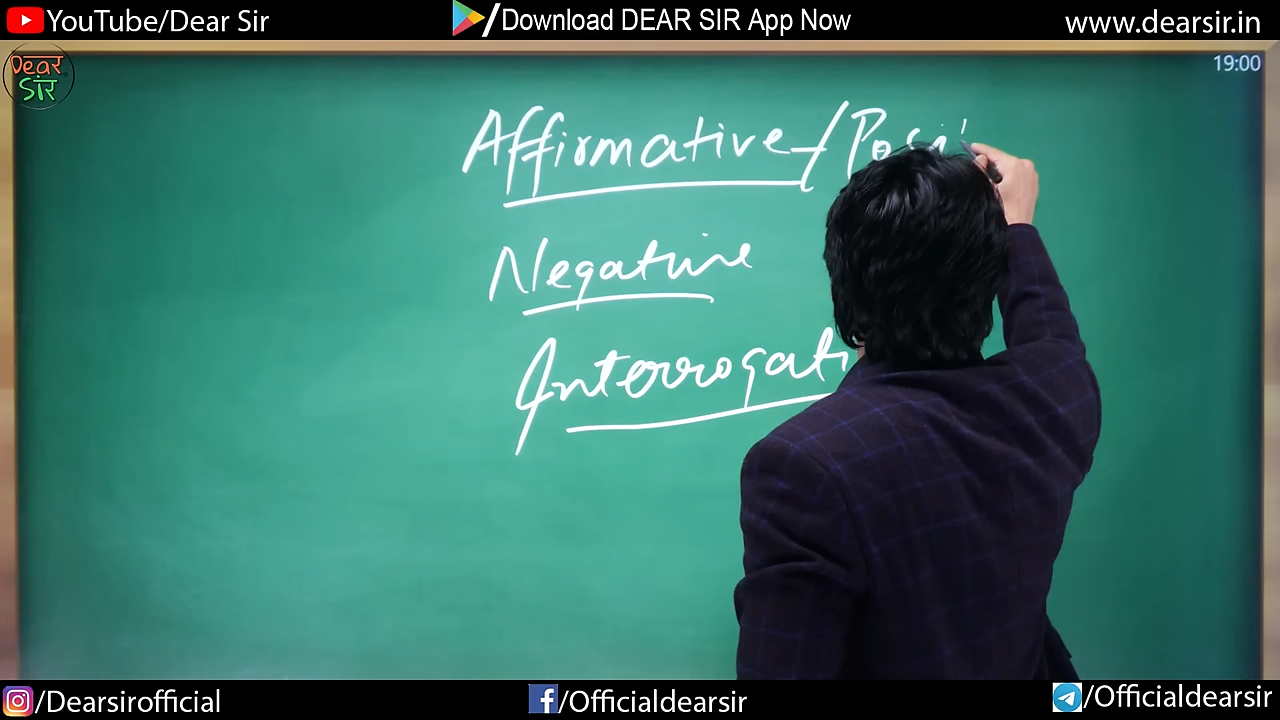 YouTube/Dear Sir
/Download DEAR SIR App Now
www.dearsir.in
Dear
सिर
19:00
Affirmative/Posi
Negative
Interrogati
/Dearsirofficial
/Officialdearsir
/Officialdearsir